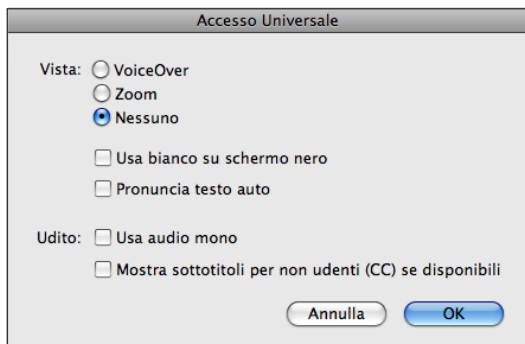 Accesso Universale
Vista: VoiceOver
Zoom
Nessuno
Usa bianco su schermo nero
Pronuncia testo auto
Udito: Usa audio mono
Mostra sottotitoli per non udenti (CC) se disponibili
Annulla OK